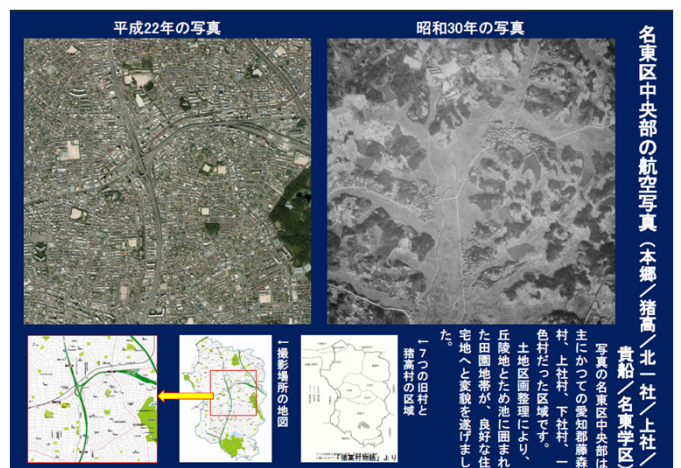 平成22年の写真
昭和30年の写真
名東区中央部の航空写真(本郷/猪高/北一社/上社/
貴船/名東学区
写真の名東区中央部は
主にかつての愛知郡藤森
村、上社村、下社村、一
色村だった区域です。
土地区画整理により、
丘陵地とため池に囲まれ
た田園地帯が、良好な住
宅地へと変貌を遂げまし
た。
←7つの旧村と
猪高村の区域
←撮影場所の地図
「猪高村物語」より